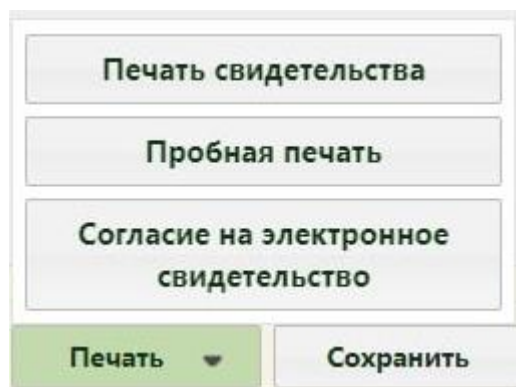 Печать свидетельства
Пробная печать
Согласие на электронное
свидетельство
Печать
Сохранить